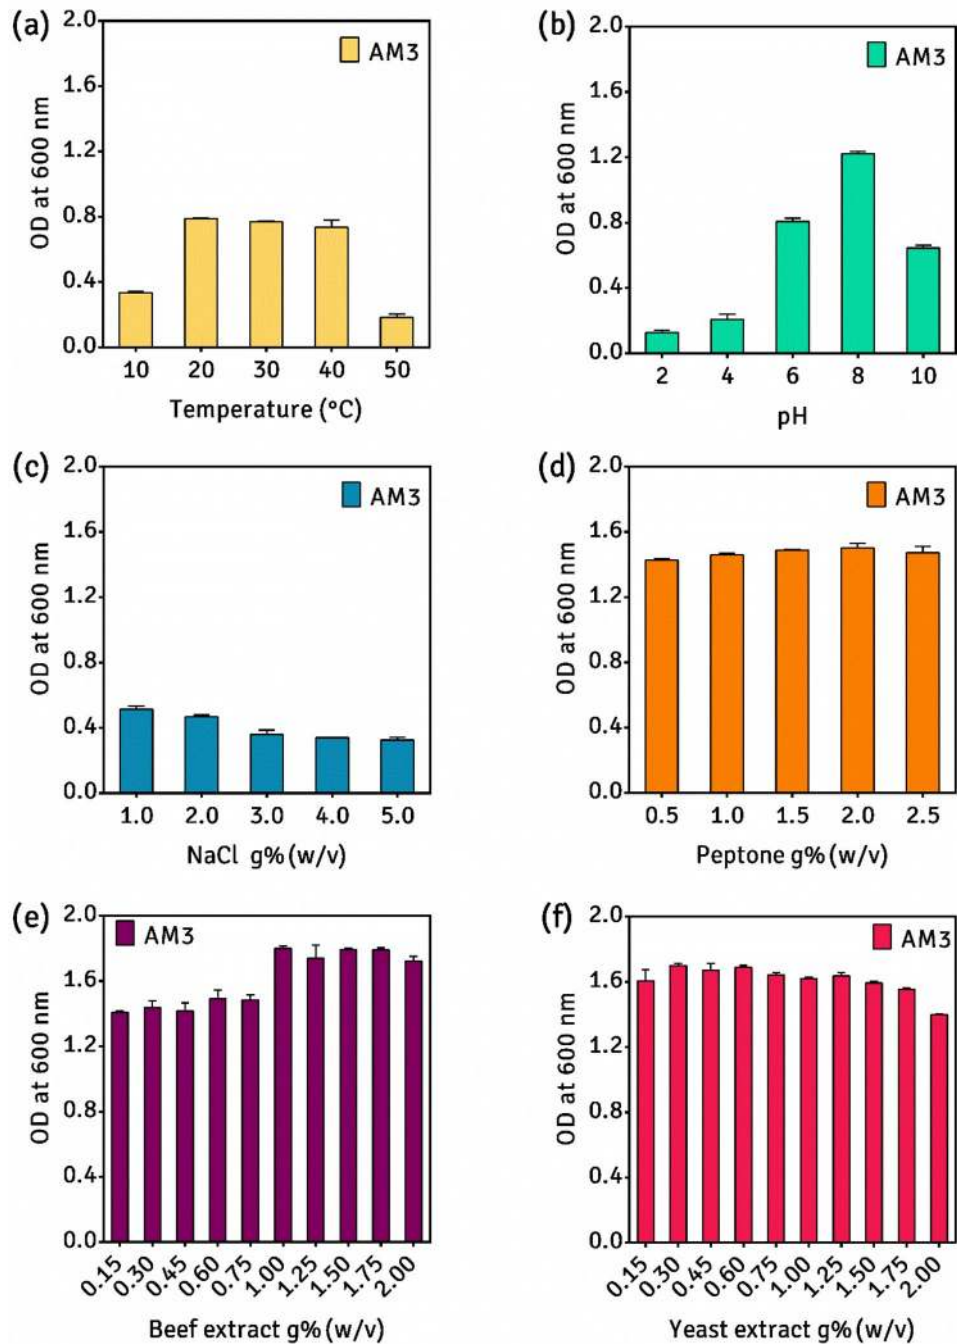 (a)
AM3
OD at 600 nm
2.0
1.6
1.2
0.8
0.4
0.0
10 20 30 40 50
Temperature (°C)
(b)
AM3
OD at 600 nm
2.0
1.6
1.2
0.8
0.4
0.0
2 4 6 8 10
pH
(c)
AM3
OD at 600 nm
2.0
1.6
1.2
0.8
0.4
0.0
1.0 2.0 3.0 4.0 5.0
NaCl g% (w/v)
(d)
AM3
OD at 600 nm
2.0
1.6
1.2
0.8
0.4
0.0
0.5 1.0 1.5 2.0 2.5
Peptone g% (w/v)
(e)
AM3
OD at 600 nm
2.0
1.6
1.2
0.8
0.4
0.0
0.15 0.30 0.45 0.60 0.75 1.00 1.25 1.50 1.75 2.00
Beef extract g% (w/v)
(f)
AM3
OD at 600 nm
2.0
1.6
1.2
0.8
0.4
0.0
0.15 0.30 0.45 0.60 0.75 1.00 1.25 1.50 1.75 2.00
Yeast extract g% (w/v)